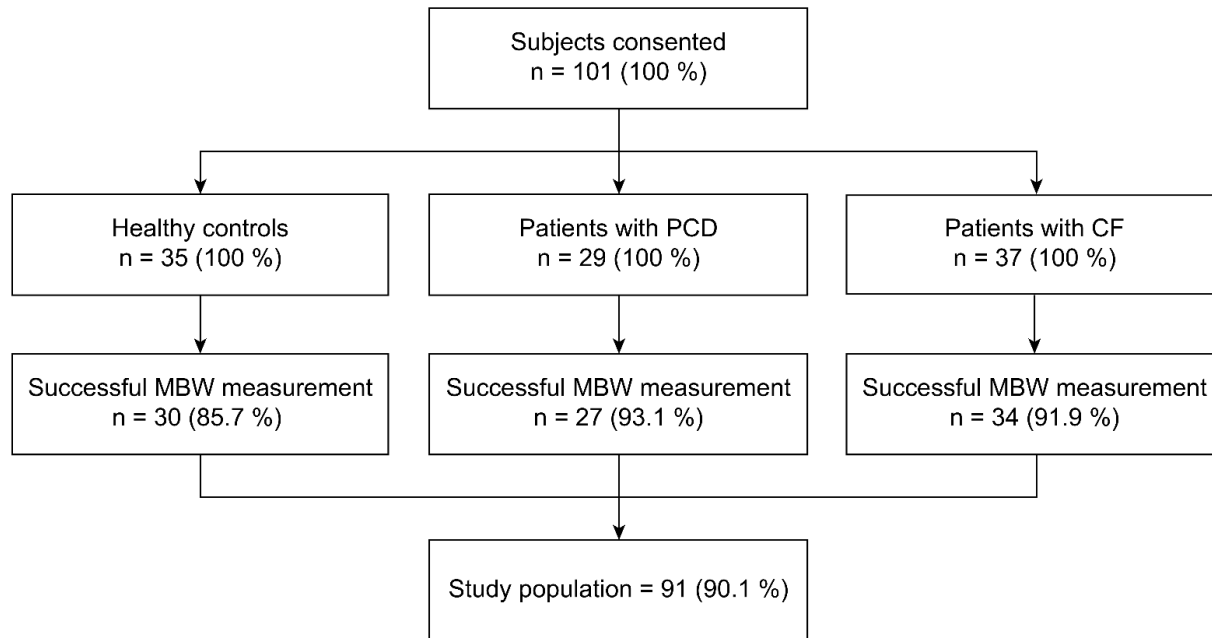 Subjects consented
n = 101 (100 %)
Healthy controls
n = 35 (100 %)
Patients with PCD
n = 29 (100 %)
Patients with CF
n = 37 (100 %)
Successful MBW measurement
n = 30 (85.7 %)
Successful MBW measurement
n = 27 (93.1 %)
Successful MBW measurement
n = 34 (91.9 %)
Study population = 91 (90.1 %)